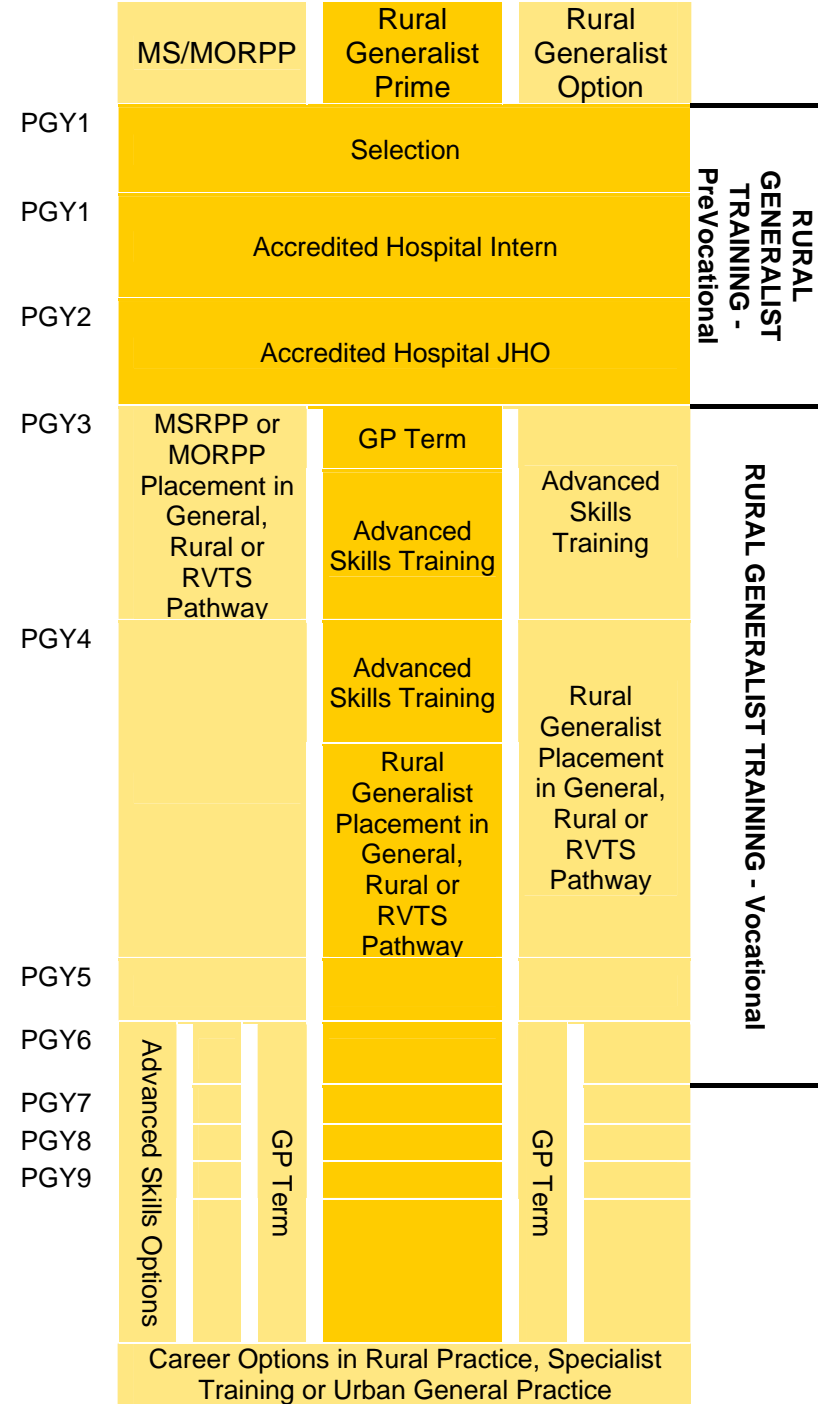 MS/MORPP
Rural
Generalist
Prime
Rural
Generalist
Option
PGY1
Selection
PGY1
Accredited Hospital Intern
PGY2
Accredited Hospital JHO
RURAL
GENERALIST
TRAINING -
PreVocational
PGY3
MSRPP or
MORPP
Placement in
General,
Rural or
RVTS
Pathway
GP Term
Advanced
Skills Training
Advanced
Skills
Training
PGY4
Advanced
Skills Training
Rural
Generalist
Placement in
General,
Rural or
RVTS
Pathway
Rural
Generalist
Placement
in General,
Rural or
RVTS
Pathway
RURAL GENERALIST TRAINING - Vocational
PGY5
PGY6
PGY7
PGY8
PGY9
Advanced Skills Options
GP Term
GP Term
Career Options in Rural Practice, Specialist
Training or Urban General Practice